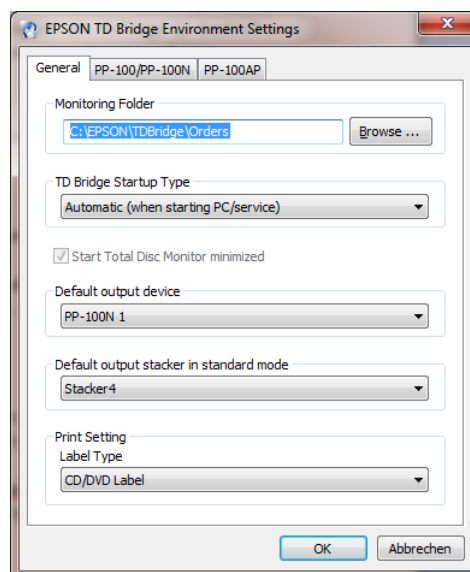 EPSON TD Bridge Environment Settings
General PP-100/PP-100N PP-100AP
Monitoring Folder
C:\EPSON\TDBridge\Orders Browse ...
TD Bridge Startup Type
Automatic (when starting PC/service)
Start Total Disc Monitor minimized
Default output device
PP-100N 1
Default output stacker in standard mode
Stacker4
Print Setting
Label Type
CD/DVD Label
OK Abbrechen